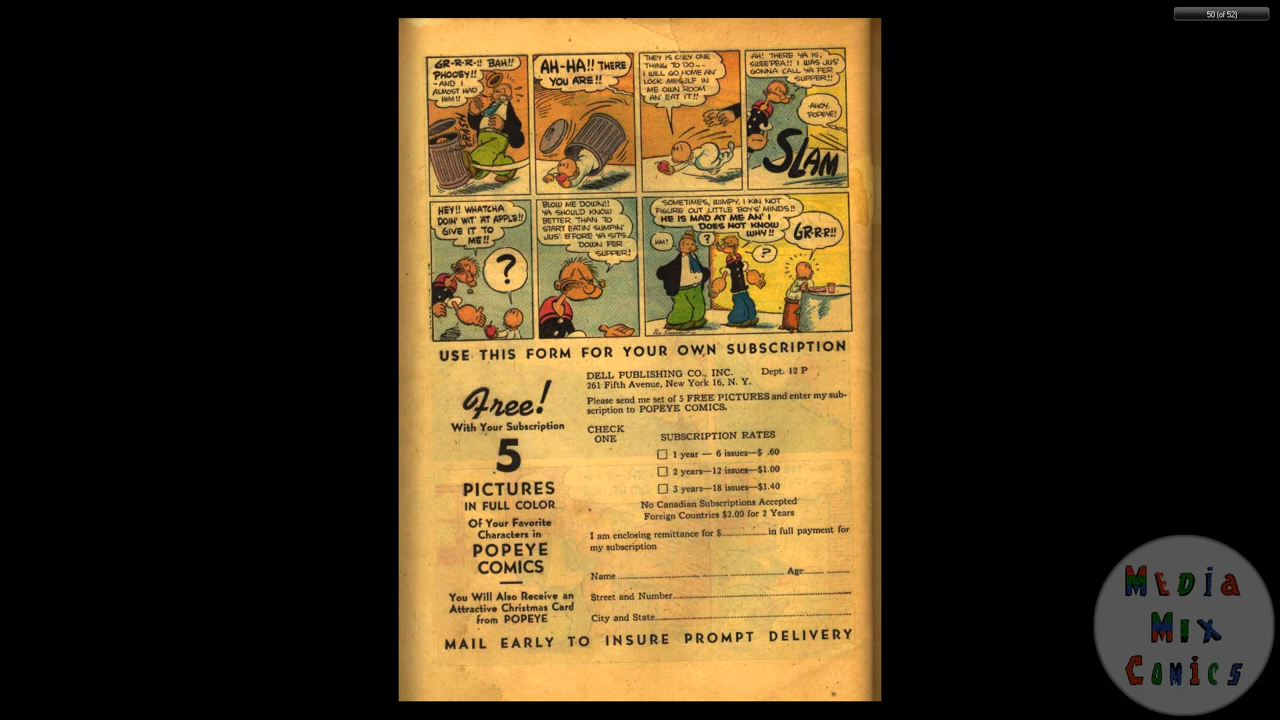 50 (of 52)
GR-R-R-!! BAH!!
PHOOEY!!
-AND I
ALMOST HAD
HIM!!
CRASH
AH-HA!! THERE
YOU ARE!!
THEY IS ONLY ONE
THING TO DO--
I WILL GO HOME AN'
LOCK MESELF IN
ME OWN ROOM
AN' EAT IT!!
AH! THERE YA IS,
SWEE'PEA!! I WAS JUS'
GONNA CALL YA FER
SUPPER!!
AHOY,
POPEYE!
SLAM
HEY!! WHATCHA
DOIN' WIT' 'AT APPLE!!
GIVE IT TO
ME!!
?
BLOW ME DOWN!!
YA SHOULD KNOW
BETTER THAN TO
START EATIN' SUMPIN'
JUS' B'FORE YA SITS
DOWN FER
SUPPER!
SOMETIMES, WIMPY, I KIN NOT
FIGURE OUT LITTLE BOYS' MINDS!!
HE IS MAD AT ME AN' I
DOES NOT KNOW
WHY!!
HM!
?
?
GR-R-R!!
USE THIS FORM FOR YOUR OWN SUBSCRIPTION
Free!
With Your Subscription
5
PICTURES
IN FULL COLOR
Of Your Favorite
Characters in
POPEYE
COMICS
You Will Also Receive an
Attractive Christmas Card
from POPEYE
DELL PUBLISHING CO., INC. Dept. 12 P
261 Fifth Avenue, New York 16, N. Y.
Please send me set of 5 FREE PICTURES and enter my sub-
scription to POPEYE COMICS.
CHECK
ONE
SUBSCRIPTION RATES
1 year — 6 issues—$ .60
2 years—12 issues—$1.00
3 years—18 issues—$1.40
No Canadian Subscriptions Accepted
Foreign Countries $2.00 for 2 Years
I am enclosing remittance for $..................in full payment for
my subscription
Name ........................................................ Age.................
Street and Number........................................................
City and State........................................................
MAIL EARLY TO INSURE PROMPT DELIVERY
MEDiA
MIX
COMICS